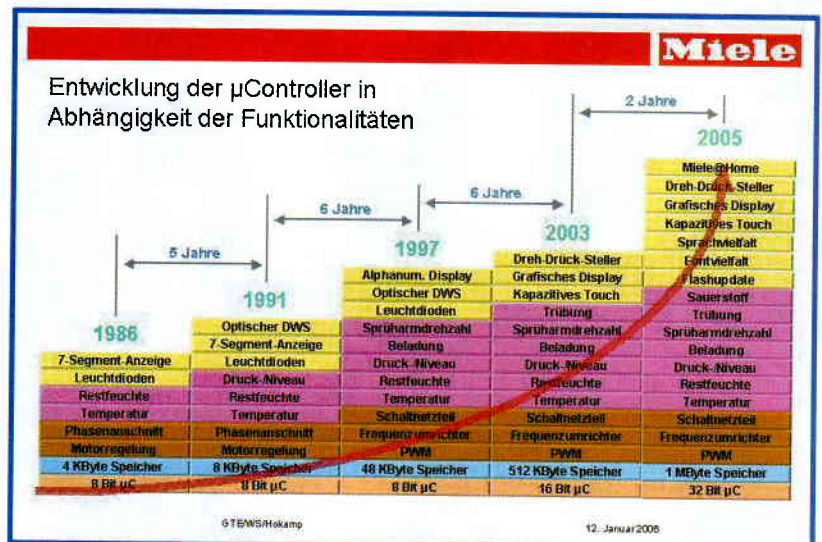 Miele
Entwicklung der µController in
Abhängigkeit der Funktionalitäten
5 Jahre
6 Jahre
6 Jahre
2 Jahre
1986
7-Segment-Anzeige
Leuchtdioden
Restfeuchte
Temperatur
Phasenanschnitt
Motorregelung
4 KByte Speicher
8 Bit µC
1991
Optischer DWS
7-Segment-Anzeige
Leuchtdioden
Druck-/Niveau
Restfeuchte
Temperatur
Phasenanschnitt
Motorregelung
8 KByte Speicher
8 Bit µC
1997
Alphanum. Display
Optischer DWS
Leuchtdioden
Sprüharmdrehzahl
Beladung
Druck-/Niveau
Restfeuchte
Temperatur
Schaltnetzteil
Frequenzumrichter
PWM
48 KByte Speicher
8 Bit µC
2003
Dreh-Drück-Steller
Grafisches Display
Kapazitives Touch
Trübung
Sprüharmdrehzahl
Beladung
Druck-/Niveau
Restfeuchte
Temperatur
Schaltnetzteil
Frequenzumrichter
PWM
512 KByte Speicher
16 Bit µC
2005
Miele@Home
Dreh-Drück-Steller
Grafisches Display
Kapazitives Touch
Sprachvielfalt
Fontvielfalt
Flashupdate
Sauerstoff
Trübung
Sprüharmdrehzahl
Beladung
Druck-/Niveau
Restfeuchte
Temperatur
Schaltnetzteil
Frequenzumrichter
PWM
1 MByte Speicher
32 Bit µC
GTE/WS/Hokamp
12. Januar 2006